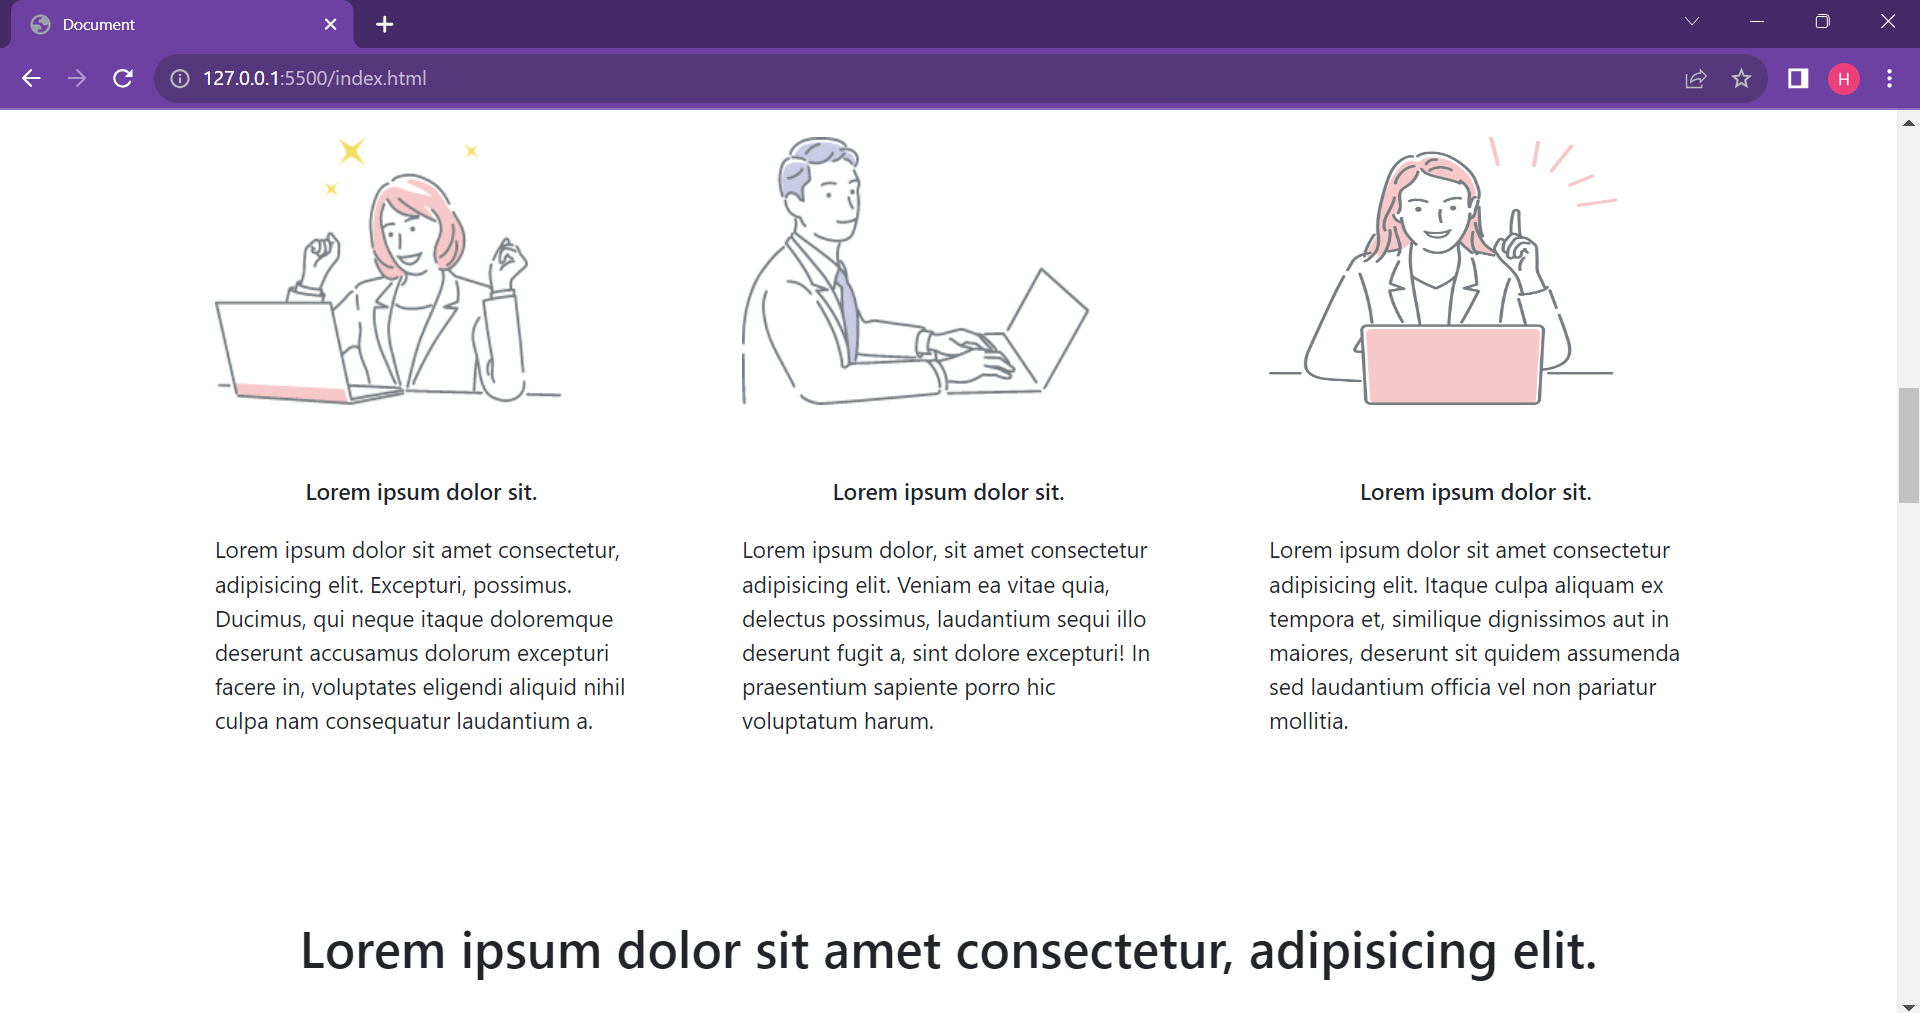 Document
127.0.0.1:5500/index.html
H
Lorem ipsum dolor sit.
Lorem ipsum dolor sit amet consectetur,
adipisicing elit. Excepturi, possimus.
Ducimus, qui neque itaque doloremque
deserunt accusamus dolorum excepturi
facere in, voluptates eligendi aliquid nihil
culpa nam consequatur laudantium a.
Lorem ipsum dolor sit.
Lorem ipsum dolor, sit amet consectetur
adipisicing elit. Veniam ea vitae quia,
delectus possimus, laudantium sequi illo
deserunt fugit a, sint dolore excepturi! In
praesentium sapiente porro hic
voluptatum harum.
Lorem ipsum dolor sit.
Lorem ipsum dolor sit amet consectetur
adipisicing elit. Itaque culpa aliquam ex
tempora et, similique dignissimos aut in
maiores, deserunt sit quidem assumenda
sed laudantium officia vel non pariatur
mollitia.
Lorem ipsum dolor sit amet consectetur, adipisicing elit.